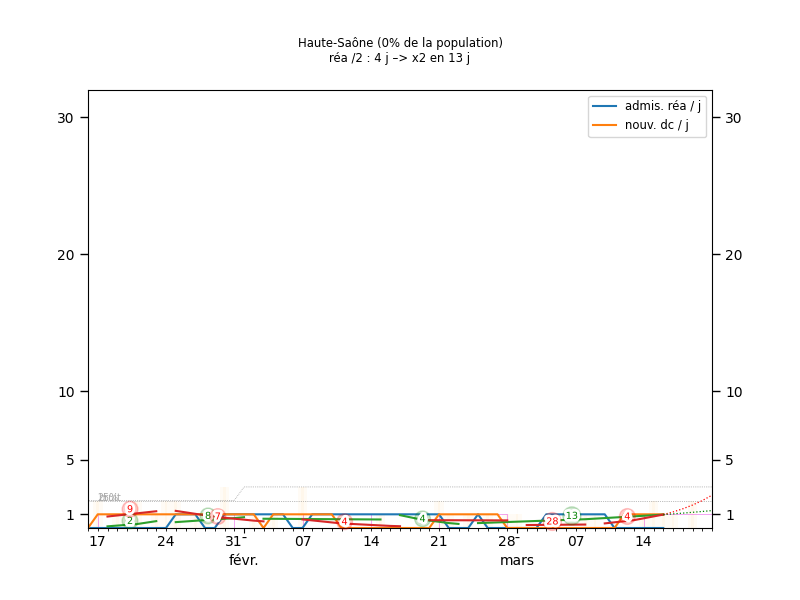 Haute-Saône (0% de la population)
réa /2 : 4 j –> x2 en 13 j
admis. réa / j
nouv. dc / j
30 30
20 20
10 10
5 5
1 1
9 2 8 7 4 4 28 13 4
17 24 31 07 14 21 28 07 14
févr. mars